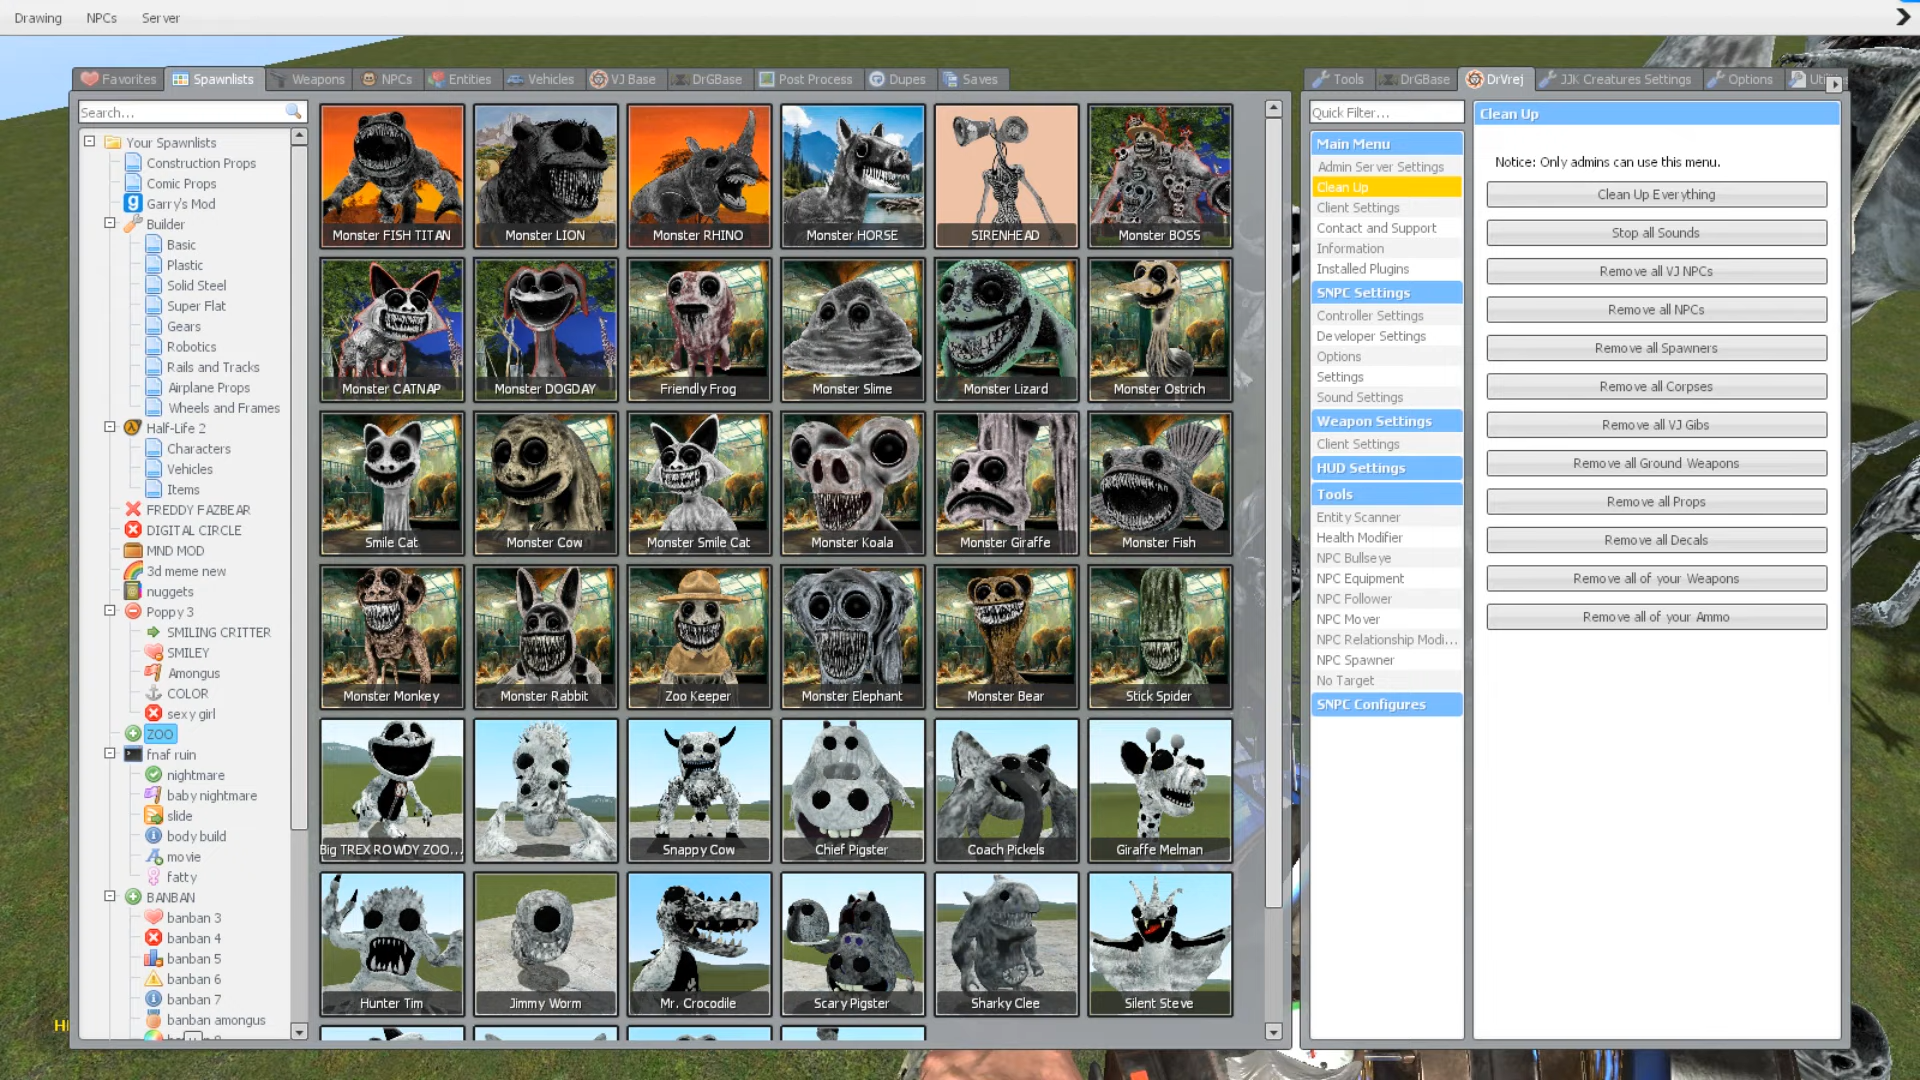 Drawing NPCs Server
Favorites Spawnlists Weapons NPCs Entities Vehicles VJ Base DrGBase Post Process Dupes Saves
Search...
Your Spawnlists
Construction Props
Comic Props
Garry's Mod
Builder
Basic
Plastic
Solid Steel
Super Flat
Gears
Robotics
Rails and Tracks
Airplane Props
Wheels and Frames
Half-Life 2
Characters
Vehicles
Items
FREDDY FAZBEAR
DIGITAL CIRCLE
MND MOD
3d meme new
nuggets
Poppy 3
SMILING CRITTER
SMILEY
Amongus
COLOR
sexy girl
ZOO
fnaf ruin
nightmare
baby nightmare
slide
body build
movie
fatty
BANBAN
banban 3
banban 4
banban 5
banban 6
banban 7
banban amongus
Monster FISH TITAN Monster LION Monster RHINO Monster HORSE SIRENHEAD Monster BOSS
Monster CATNAP Monster DOGDAY Friendly Frog Monster Slime Monster Lizard Monster Ostrich
Smile Cat Monster Cow Monster Smile Cat Monster Koala Monster Giraffe Monster Fish
Monster Monkey Monster Rabbit Zoo Keeper Monster Elephant Monster Bear Stick Spider
Big TREX ROWDY ZOO... Snappy Cow Chief Pigster Coach Pickels Giraffe Melman
Hunter Tim Jimmy Worm Mr. Crocodile Scary Pigster Sharky Clee Silent Steve
Tools DrGBase DrVrej JJK Creatures Settings Options
Quick Filter...
Main Menu
Admin Server Settings
Clean Up
Client Settings
Contact and Support
Information
Installed Plugins
SNPC Settings
Controller Settings
Developer Settings
Options
Settings
Sound Settings
Weapon Settings
Client Settings
HUD Settings
Tools
Entity Scanner
Health Modifier
NPC Bullseye
NPC Equipment
NPC Follower
NPC Mover
NPC Relationship Modi...
NPC Spawner
No Target
SNPC Configures
Clean Up
Notice: Only admins can use this menu.
Clean Up Everything
Stop all Sounds
Remove all VJ NPCs
Remove all NPCs
Remove all Spawners
Remove all Corpses
Remove all VJ Gibs
Remove all Ground Weapons
Remove all Props
Remove all Decals
Remove all of your Weapons
Remove all of your Ammo